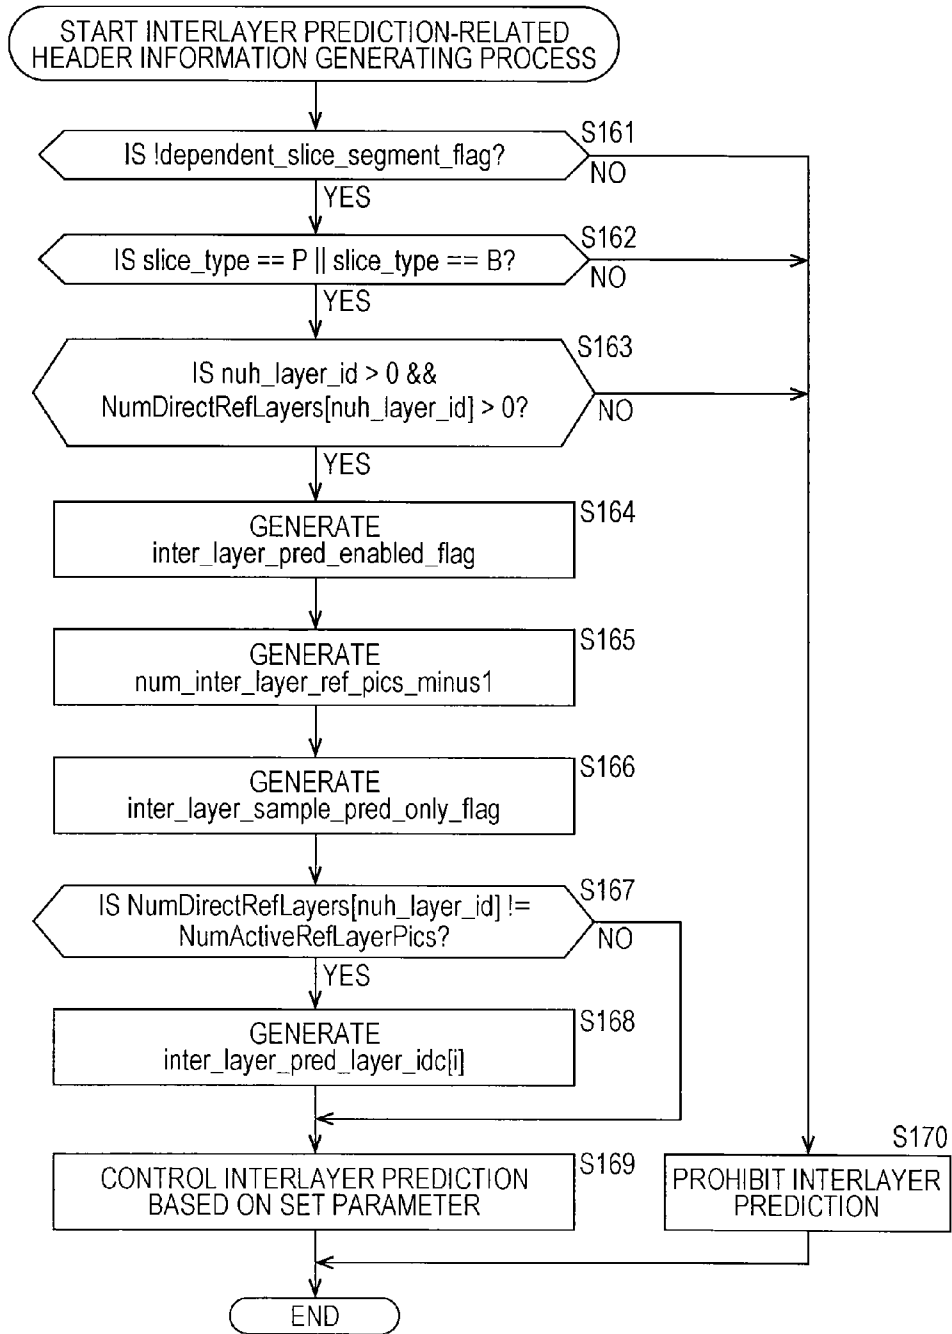 START INTERLAYER PREDICTION-RELATED
HEADER INFORMATION GENERATING PROCESS
S161
IS !dependent_slice_segment_flag?
NO
YES
S162
IS slice_type == P || slice_type == B?
NO
YES
S163
IS nuh_layer_id > 0 &&
NumDirectRefLayers[nuh_layer_id] > 0?
NO
YES
S164
GENERATE
inter_layer_pred_enabled_flag
S165
GENERATE
num_inter_layer_ref_pics_minus1
S166
GENERATE
inter_layer_sample_pred_only_flag
S167
IS NumDirectRefLayers[nuh_layer_id] !=
NumActiveRefLayerPics?
NO
YES
S168
GENERATE
inter_layer_pred_layer_idc[i]
S169
CONTROL INTERLAYER PREDICTION
BASED ON SET PARAMETER
S170
PROHIBIT INTERLAYER
PREDICTION
END